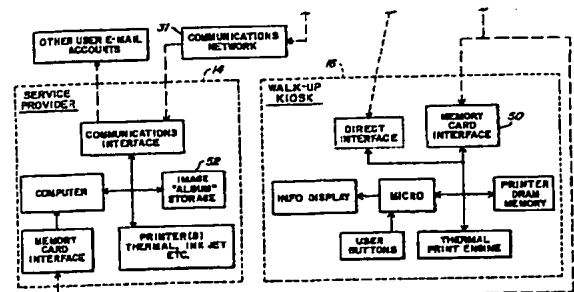 31
COMMUNICATIONS
NETWORK
OTHER USER E-MAIL
ACCOUNTS
14
SERVICE
PROVIDER
COMMUNICATIONS
INTERFACE
52
COMPUTER
IMAGE
"ALBUM"
STORAGE
MEMORY
CARD
INTERFACE
PRINTER(S)
THERMAL, INK JET
ETC.
WALK-UP
KIOSK
DIRECT
INTERFACE
MEMORY
CARD
INTERFACE
50
INFO DISPLAY
MICRO
PRINTER
DRAM
MEMORY
USER
BUTTONS
THERMAL
PRINT ENGINE